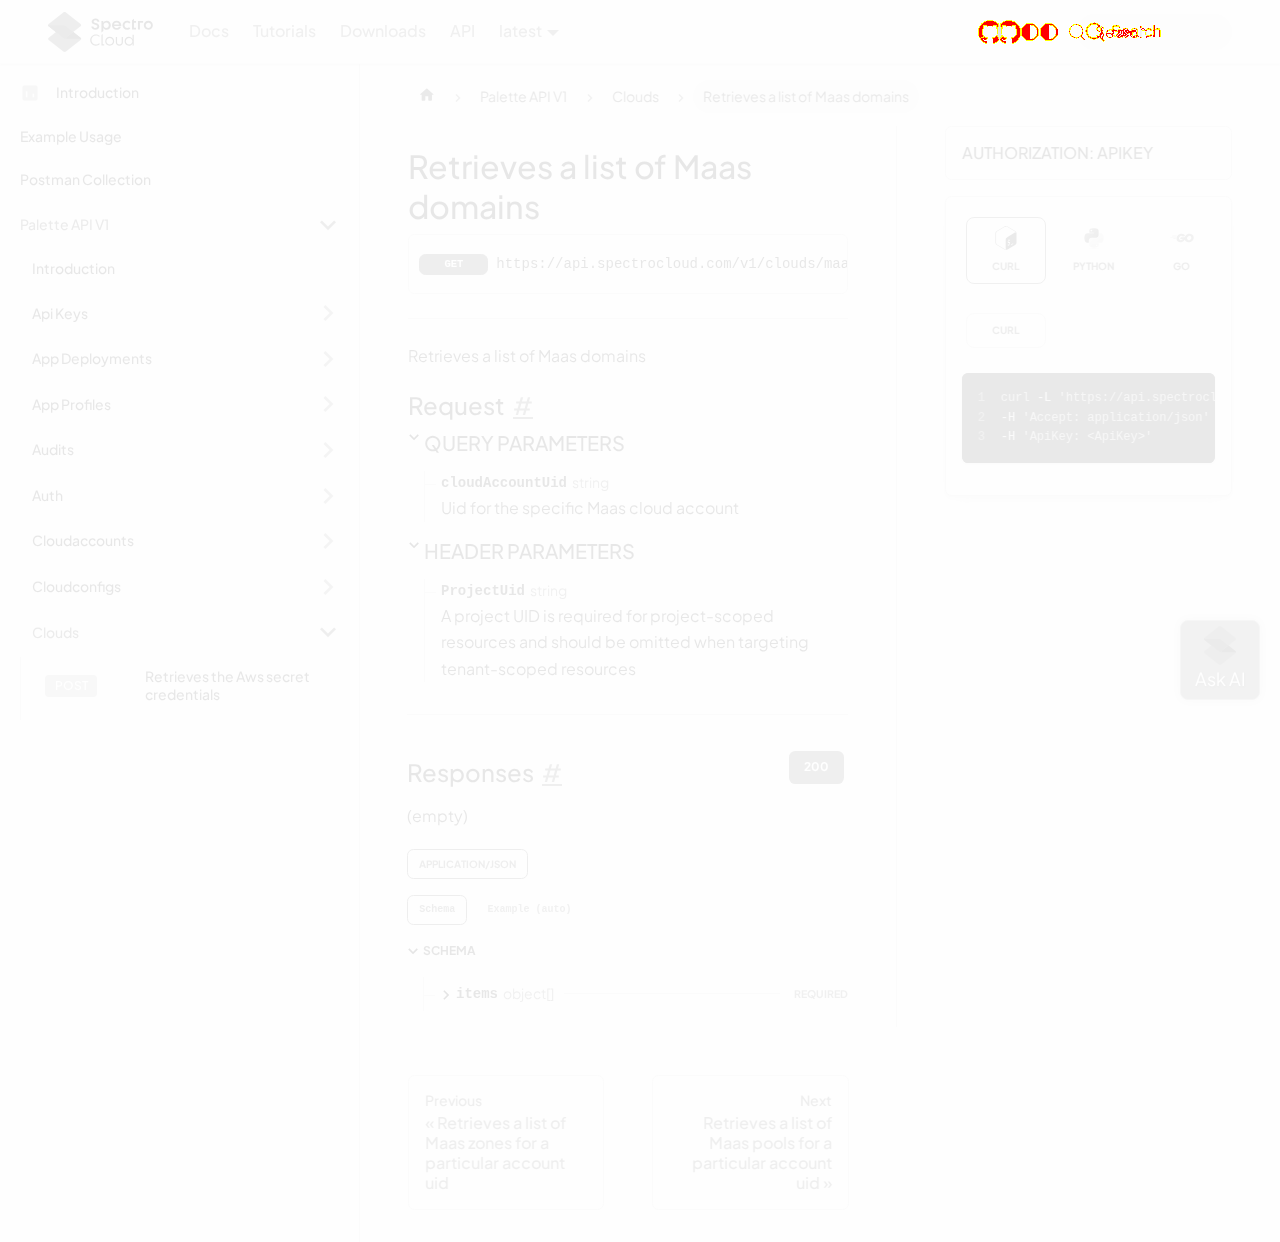 Spectro Cloud
Docs
Tutorials
Downloads
API
latest
Introduction
Example Usage
Postman Collection
Palette API V1
Introduction
Api Keys
App Deployments
App Profiles
Audits
Auth
Cloudaccounts
Cloudconfigs
Clouds
POST
Retrieves the Aws secret
credentials
Palette API V1
Clouds
Retrieves a list of Maas domains
Retrieves a list of Maas
domains
GET
https://api.spectrocloud.com/v1/clouds/maa
Retrieves a list of Maas domains
Request #
QUERY PARAMETERS
cloudAccountUid string
Uid for the specific Maas cloud account
HEADER PARAMETERS
ProjectUid string
A project UID is required for project-scoped
resources and should be omitted when targeting
tenant-scoped resources
Responses #
200
(empty)
APPLICATION/JSON
Schema
Example (auto)
SCHEMA
items object[]
REQUIRED
Previous
« Retrieves a list of
Maas zones for a
particular account
uid
Next
Retrieves a list of
Maas pools for a
particular account
uid »
AUTHORIZATION: APIKEY
CURL
PYTHON
GO
GO
CURL
1 curl -L 'https://api.spectrocl
2 -H 'Accept: application/json'
3 -H 'ApiKey: <ApiKey>'
Ask AI